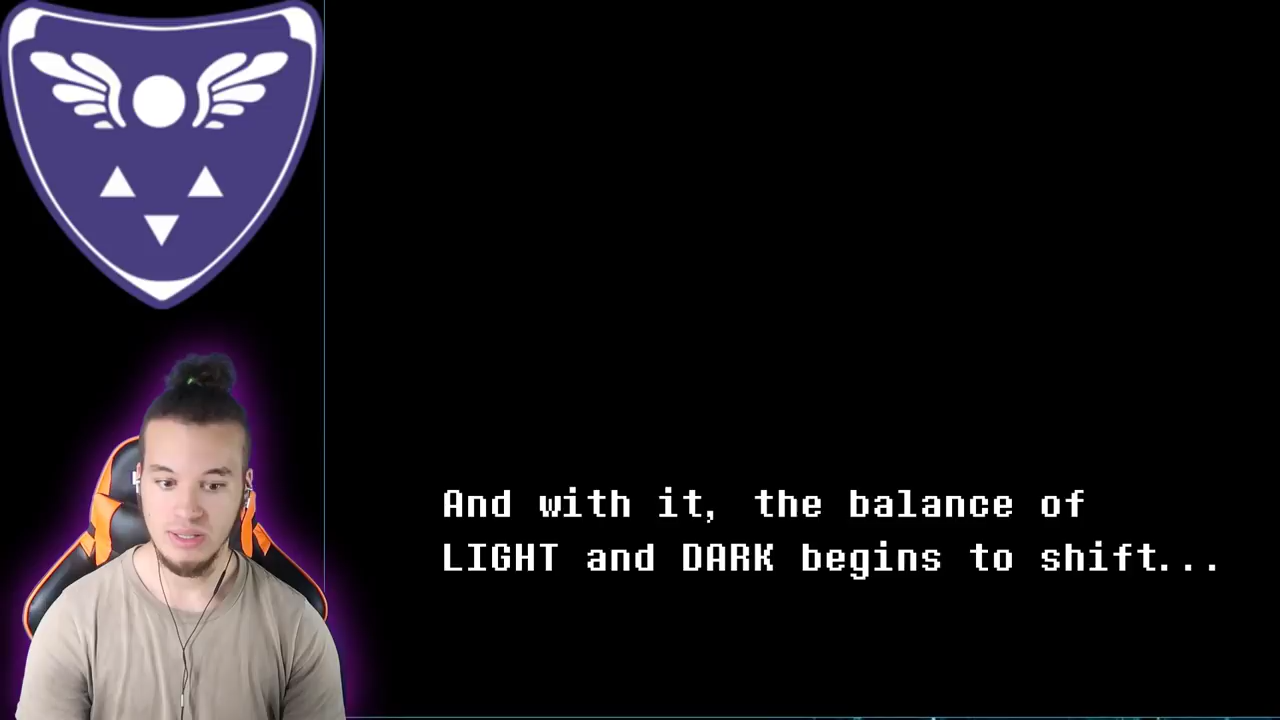 And with it, the balance of
LIGHT and DARK begins to shift...